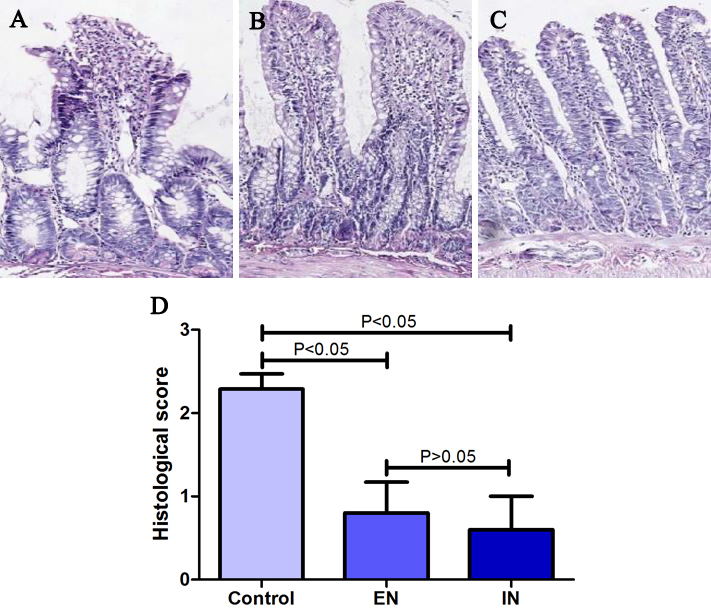 A
B
C
D
P<0.05
P<0.05
P>0.05
3
2
1
0
Histological score
Control
EN
IN